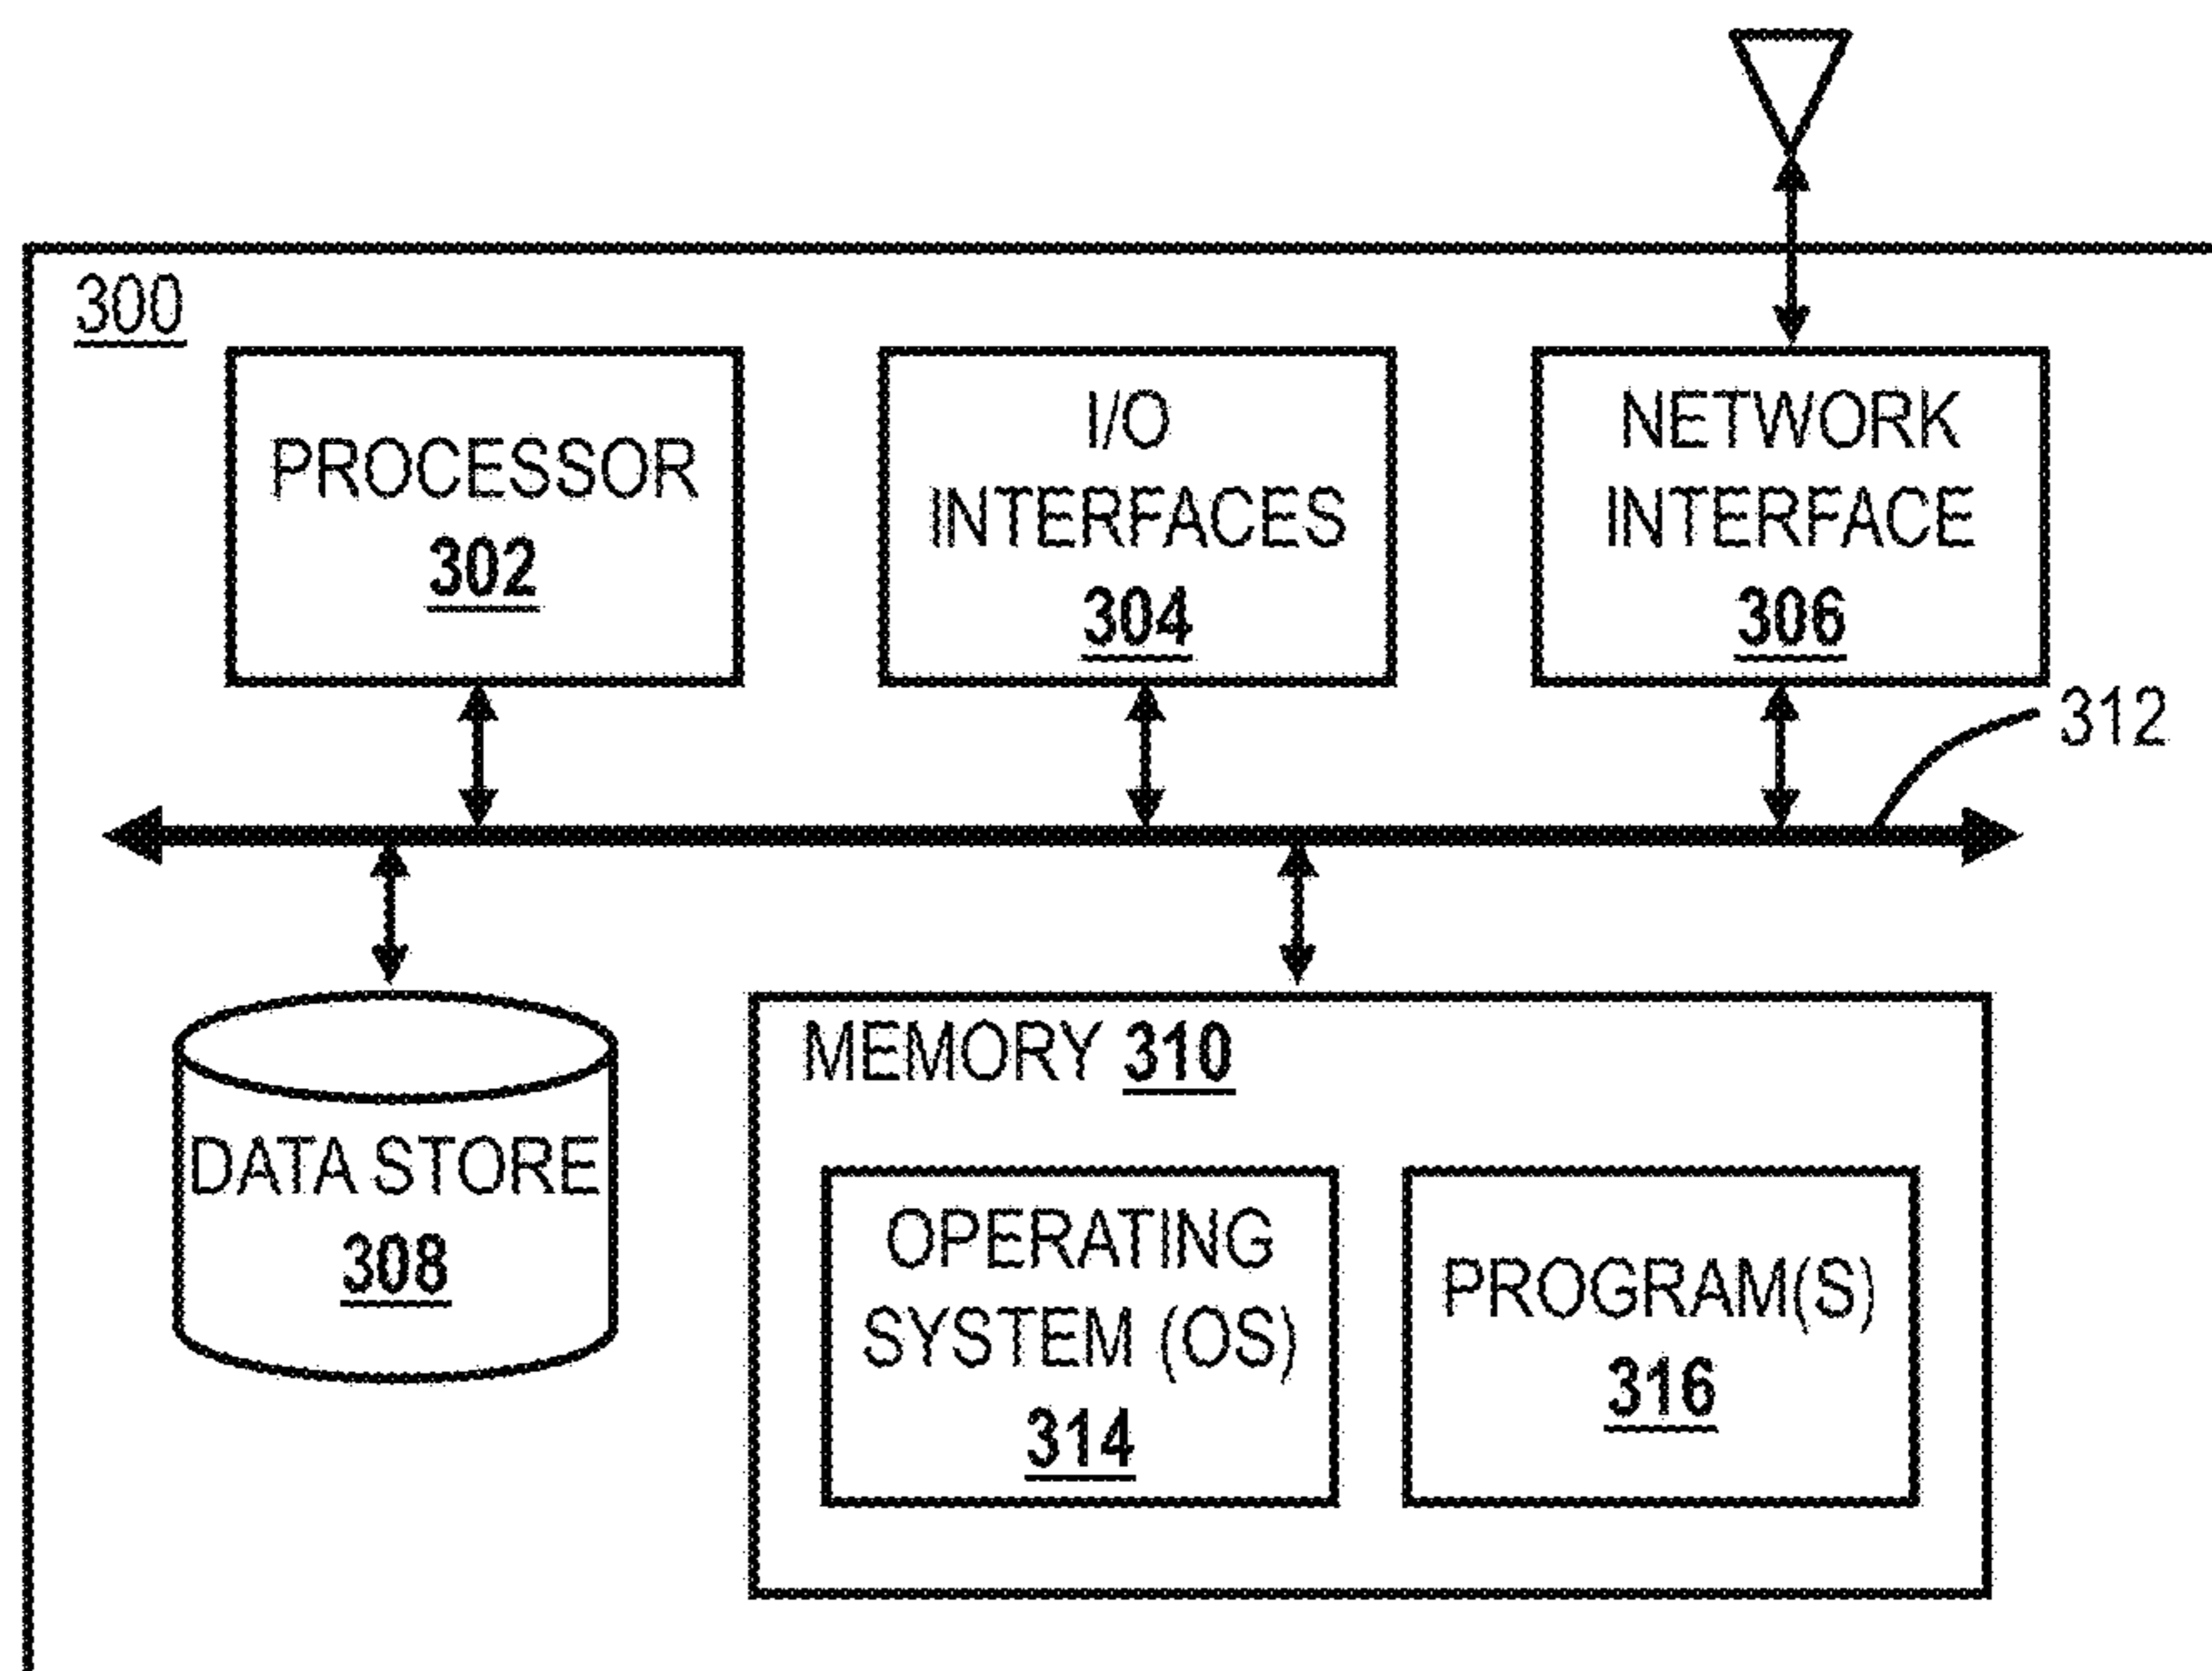 300
PROCESSOR
302
I/O
INTERFACES
304
NETWORK
INTERFACE
306
312
DATA STORE
308
MEMORY 310
OPERATING
SYSTEM (OS)
314
PROGRAM(S)
316